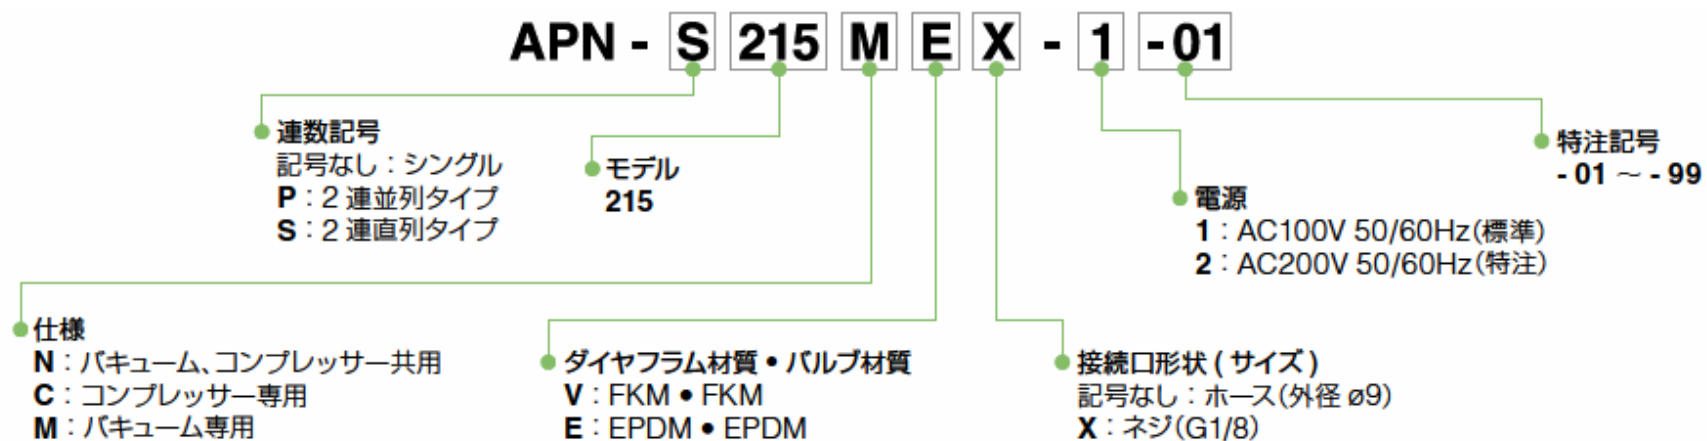 APN - S 215 M E X - 1 - 01
連数記号
記号なし：シングル
P：2 連並列タイプ
S：2 連直列タイプ
モデル
215
特注記号
- 01 ～ - 99
電源
1：AC100V 50/60Hz(標準)
2：AC200V 50/60Hz(特注)
仕様
N：バキューム、コンプレッサー共用
C：コンプレッサー専用
M：バキューム専用
ダイヤフラム材質 • バルブ材質
V：FKM • FKM
E：EPDM • EPDM
接続口形状 ( サイズ )
記号なし：ホース(外径 ø9)
X：ネジ(G1/8)